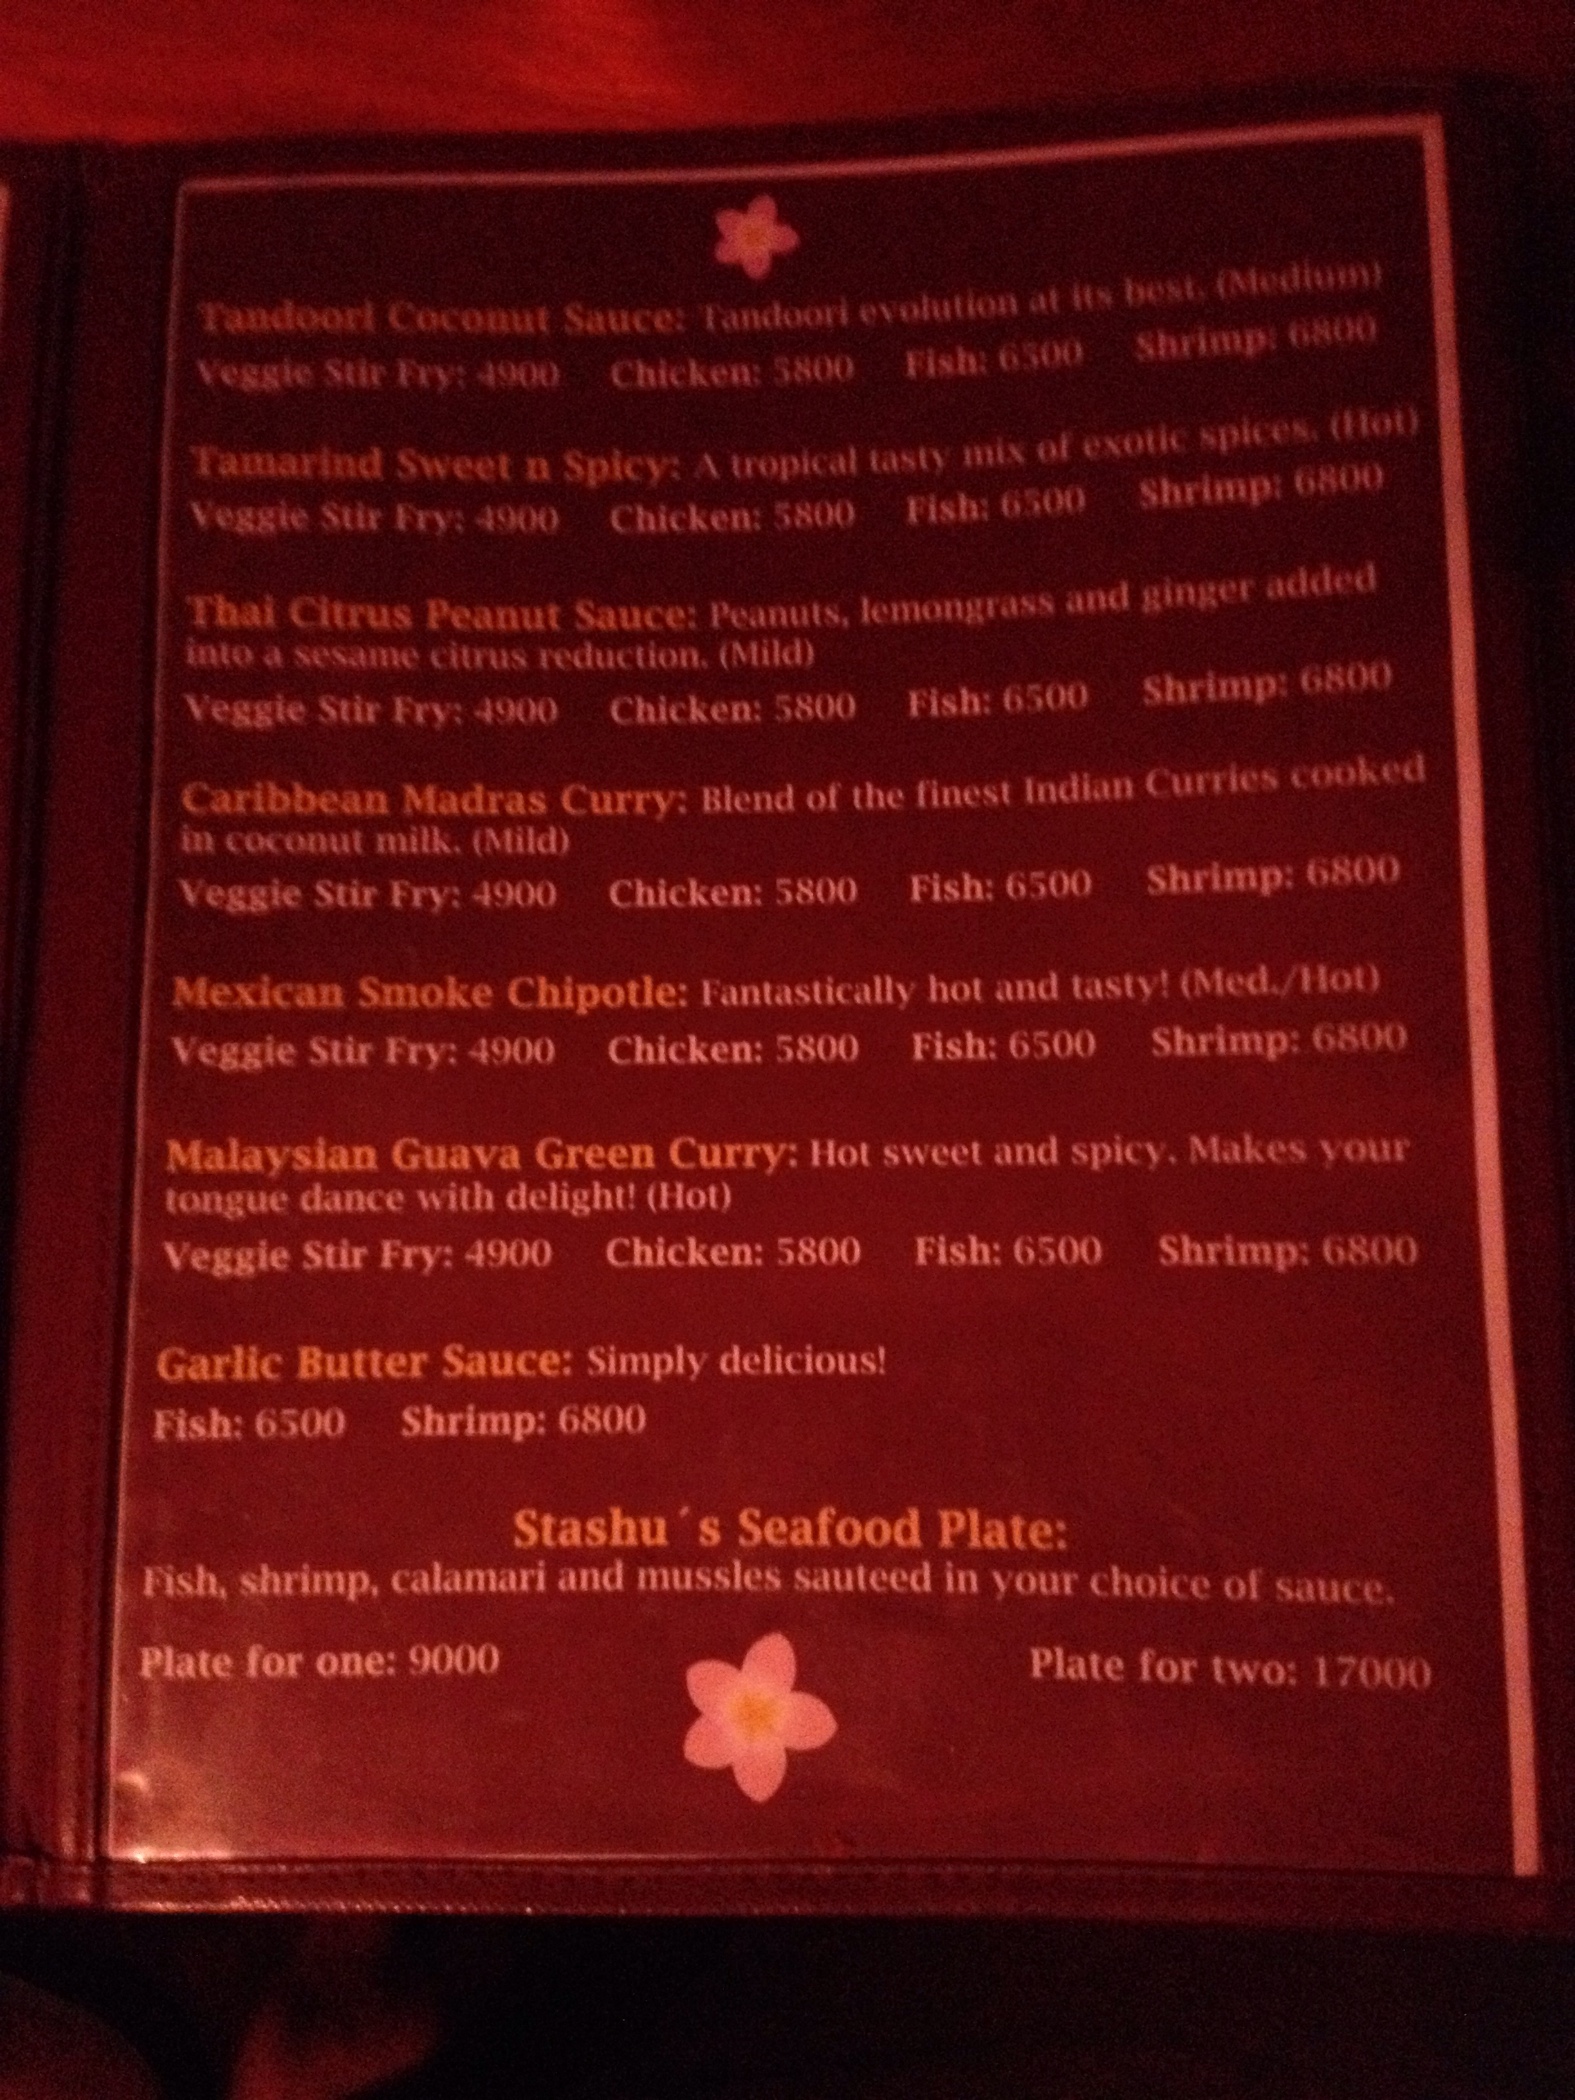 Tandoori Coconut Sauce: Tandoori evolution at its best. (Medium)
Veggie Stir Fry: 4900 Chicken: 5800 Fish: 6500 Shrimp: 6800
Tamarind Sweet n Spicy: A tropical tasty mix of exotic spices. (Hot)
Veggie Stir Fry: 4900 Chicken: 5800 Fish: 6500 Shrimp: 6800
Thai Citrus Peanut Sauce: Peanuts, lemongrass and ginger added
into a sesame citrus reduction. (Mild)
Veggie Stir Fry: 4900 Chicken: 5800 Fish: 6500 Shrimp: 6800
Caribbean Madras Curry: Blend of the finest Indian Curries cooked
in coconut milk. (Mild)
Veggie Stir Fry: 4900 Chicken: 5800 Fish: 6500 Shrimp: 6800
Mexican Smoke Chipotle: Fantastically hot and tasty! (Med./Hot)
Veggie Stir Fry: 4900 Chicken: 5800 Fish: 6500 Shrimp: 6800
Malaysian Guava Green Curry: Hot sweet and spicy. Makes your
tongue dance with delight! (Hot)
Veggie Stir Fry: 4900 Chicken: 5800 Fish: 6500 Shrimp: 6800
Garlic Butter Sauce: Simply delicious!
Fish: 6500 Shrimp: 6800
Stashu´s Seafood Plate:
Fish, shrimp, calamari and mussles sauteed in your choice of sauce.
Plate for one: 9000 Plate for two: 17000